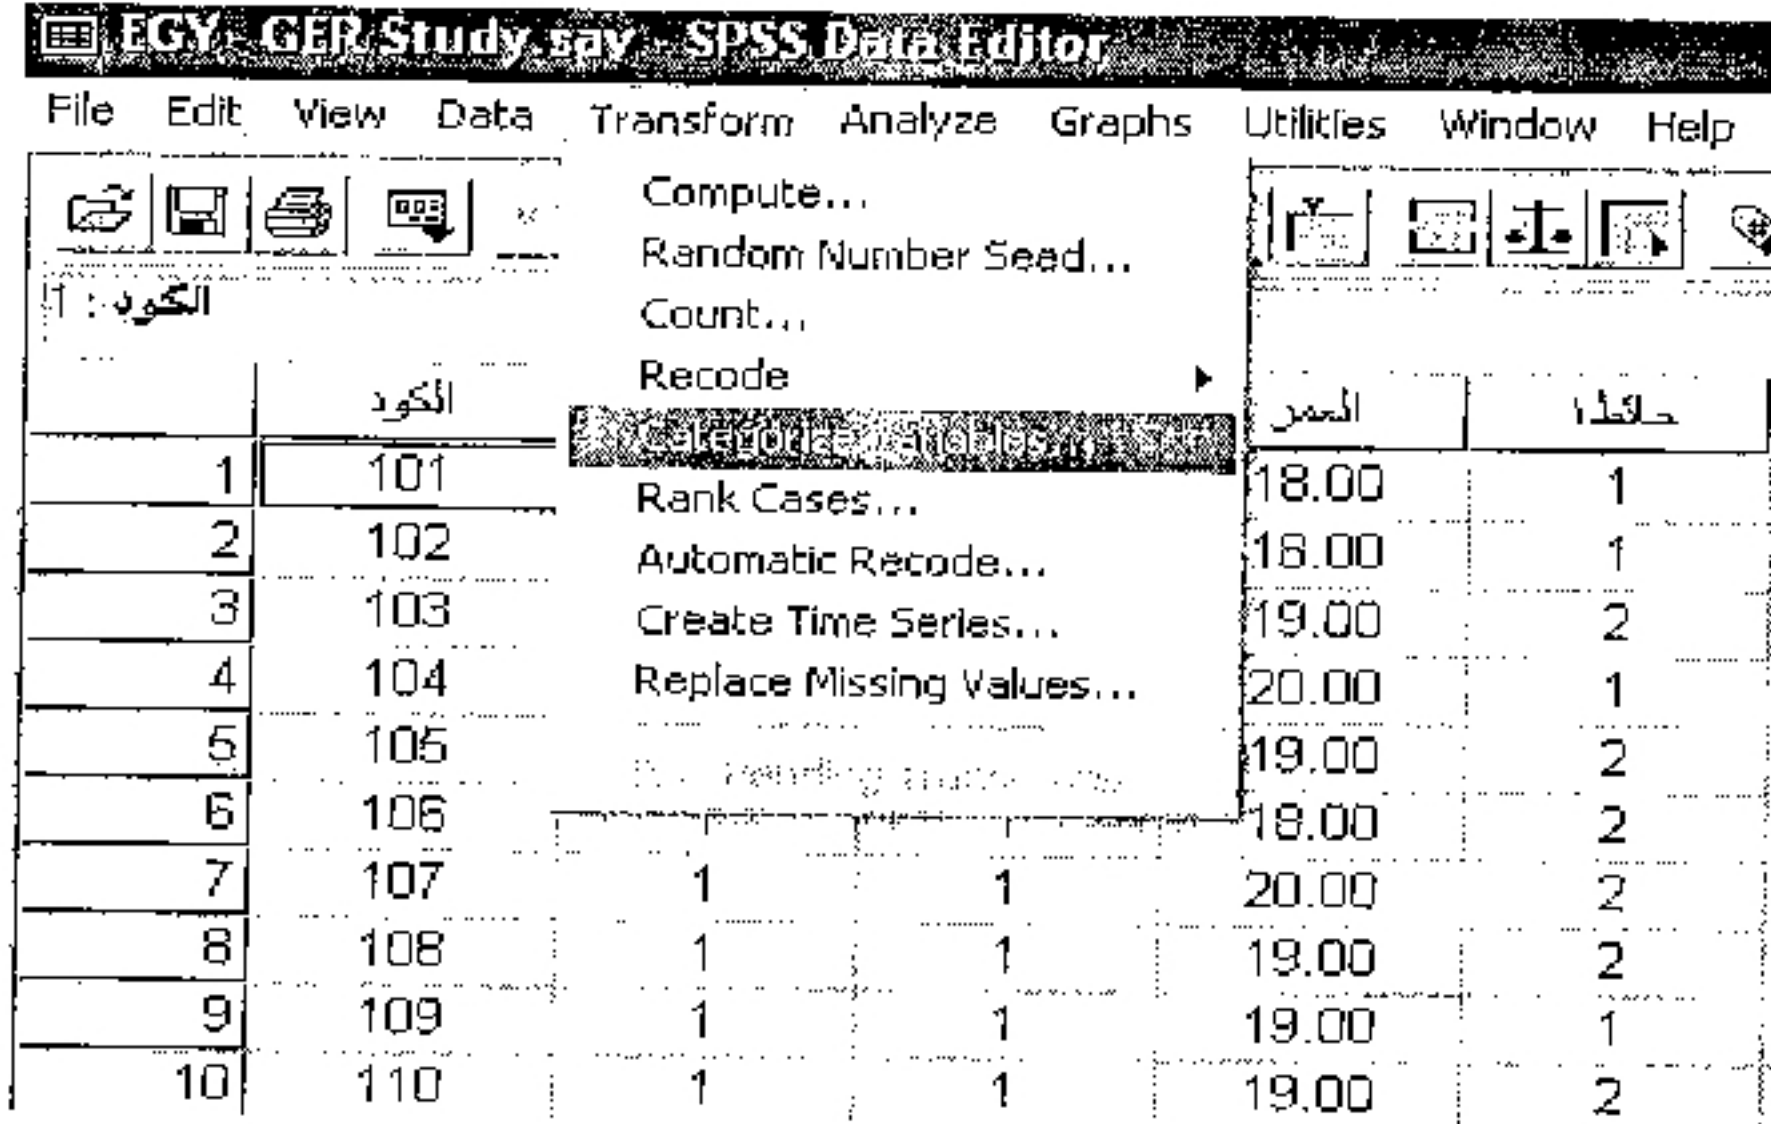 EGY- GER Study.sav - SPSS Data Editor
File Edit View Data Transform Analyze Graphs Utilities Window Help
Compute...
Random Number Seed...
Count...
Recode
Categorize Variables...
Rank Cases...
Automatic Recode...
Create Time Series...
Replace Missing Values...
1 : الكود
الكود العمر
1 101 18.00 1
2 102 18.00 1
3 103 19.00 2
4 104 20.00 1
5 105 19.00 2
6 106 18.00 2
7 107 1 1 20.00 2
8 108 1 1 19.00 2
9 109 1 1 19.00 1
10 110 1 1 19.00 2